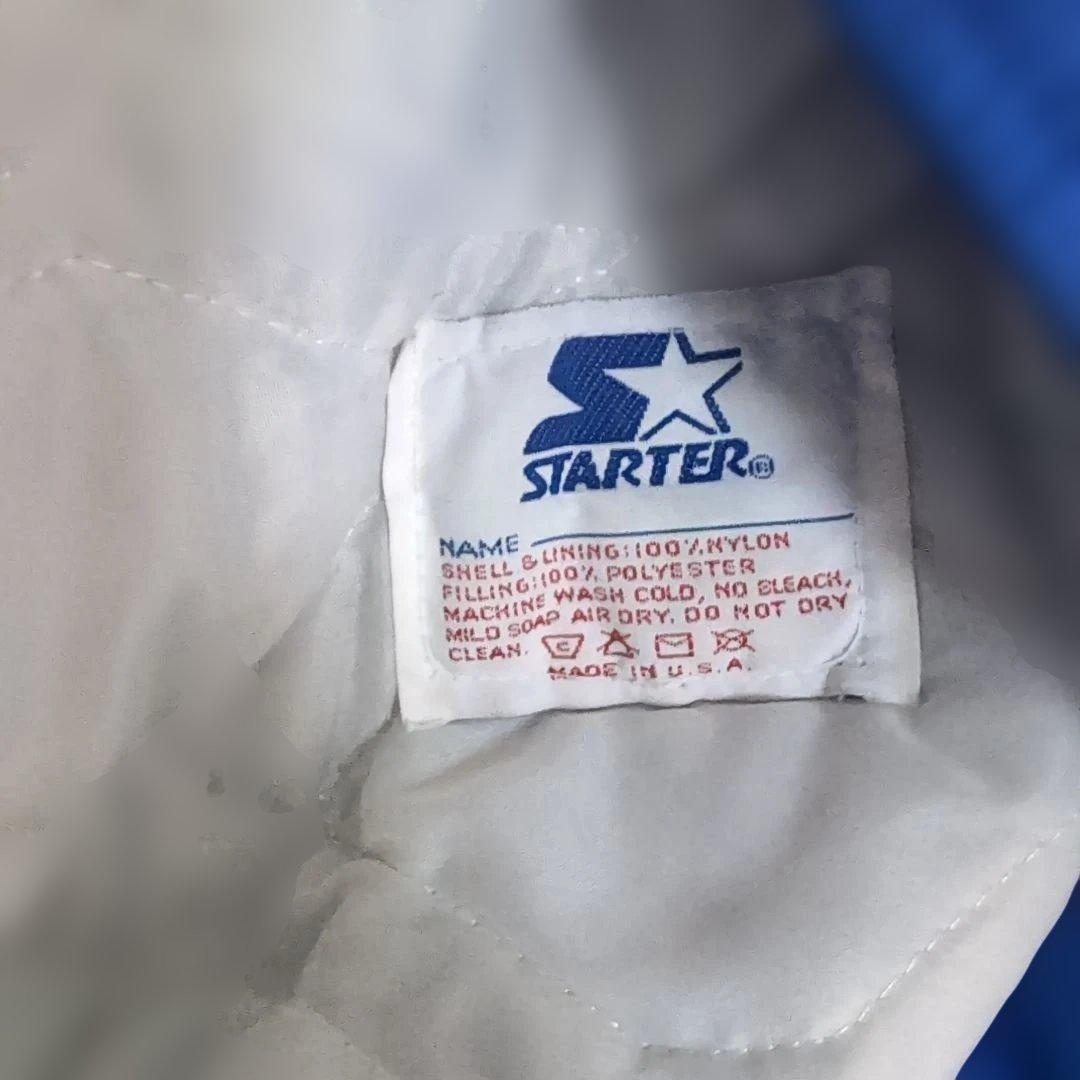 STARTER®
NAME
SHELL & LINING: 100% NYLON
FILLING: 100% POLYESTER
MACHINE WASH COLD, NO BLEACH,
MILD SOAP AIR DRY. DO NOT DRY
CLEAN. C
MADE IN U.S.A.